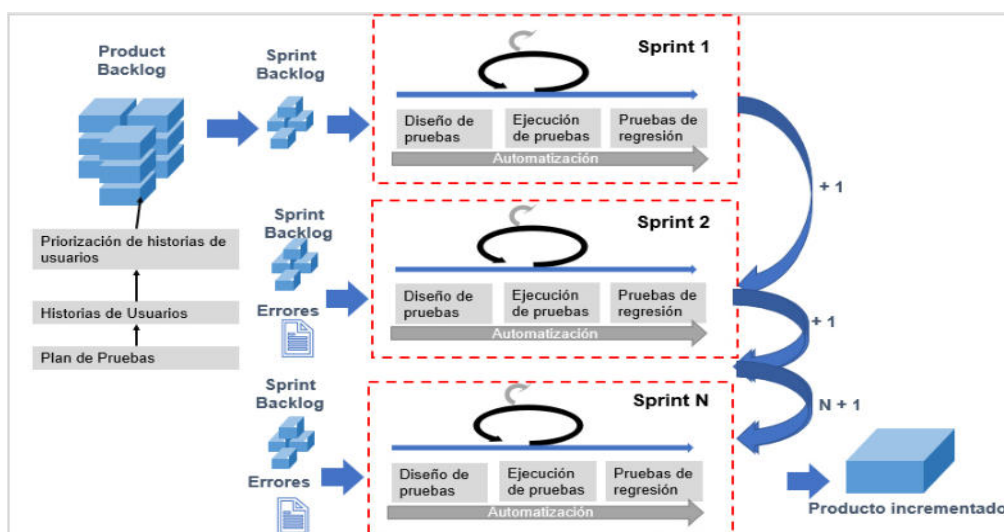 Product
Backlog
Sprint
Backlog
Sprint 1
Diseño de
pruebas
Ejecución
de pruebas
Pruebas de
regresión
Automatización
+ 1
Priorización de historias de
usuarios
Historias de Usuarios
Plan de Pruebas
Sprint
Backlog
Errores
Sprint 2
Diseño de
pruebas
Ejecución
de pruebas
Pruebas de
regresión
Automatización
+ 1
Sprint
Backlog
Errores
Sprint N
Diseño de
pruebas
Ejecución
de pruebas
Pruebas de
regresión
Automatización
N + 1
Producto incrementado